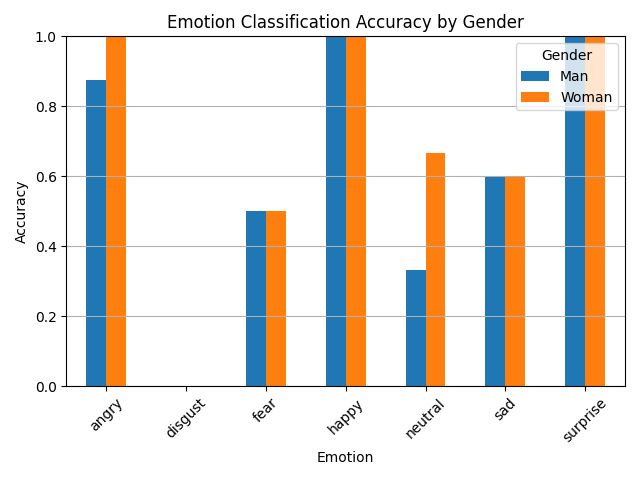 Emotion Classification Accuracy by Gender
Gender
Man
Woman
Accuracy
1.0
0.8
0.6
0.4
0.2
0.0
angry
disgust
fear
happy
neutral
sad
surprise
Emotion